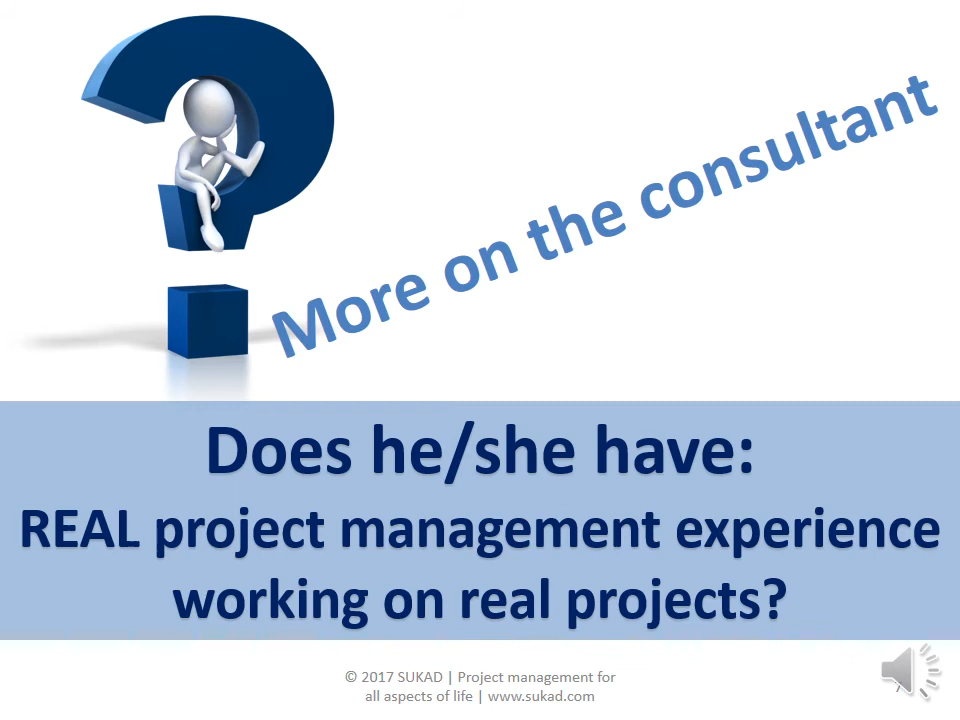 More on the consultant
Does he/she have:
REAL project management experience
working on real projects?
© 2017 SUKAD | Project management for
all aspects of life | www.sukad.com